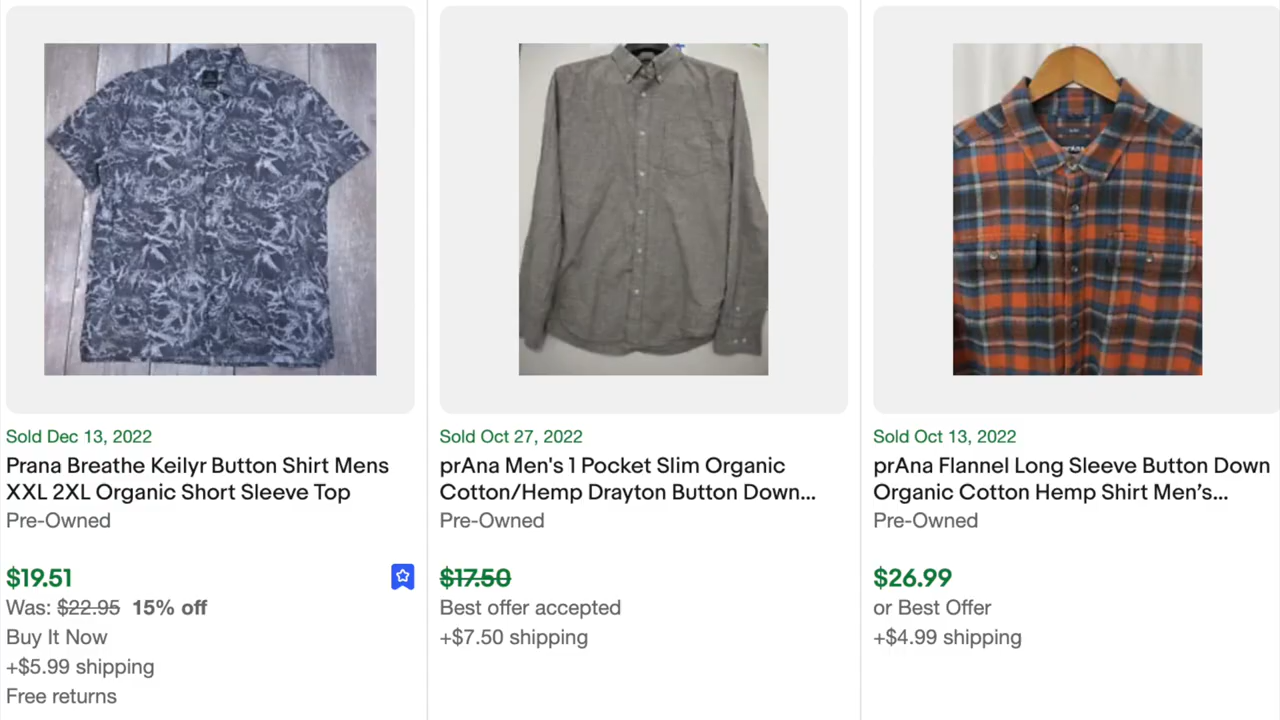 Sold Dec 13, 2022
Prana Breathe Keilyr Button Shirt Mens
XXL 2XL Organic Short Sleeve Top
Pre-Owned
$19.51
Was: $22.95 15% off
Buy It Now
+$5.99 shipping
Free returns
Sold Oct 27, 2022
prAna Men's 1 Pocket Slim Organic
Cotton/Hemp Drayton Button Down...
Pre-Owned
$17.50
Best offer accepted
+$7.50 shipping
prAna
Sold Oct 13, 2022
prAna Flannel Long Sleeve Button Down
Organic Cotton Hemp Shirt Men’s...
Pre-Owned
$26.99
or Best Offer
+$4.99 shipping